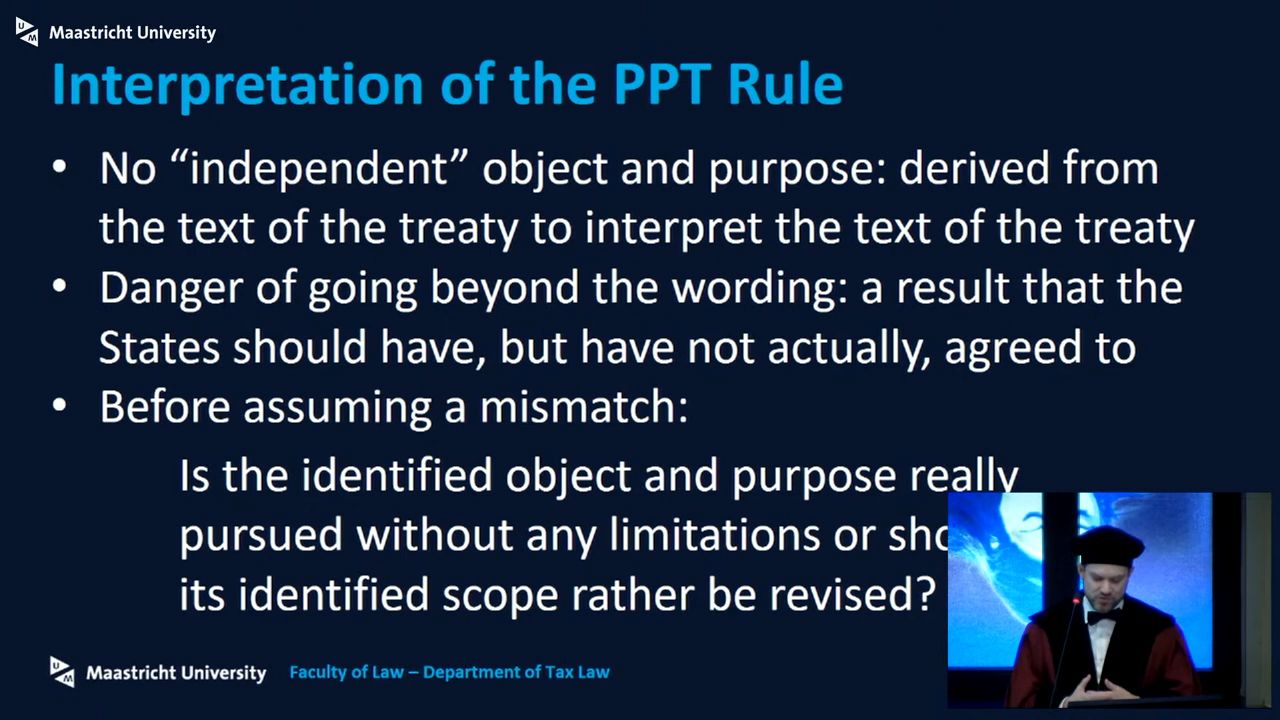 Maastricht University
Interpretation of the PPT Rule
• No “independent” object and purpose: derived from
the text of the treaty to interpret the text of the treaty
• Danger of going beyond the wording: a result that the
States should have, but have not actually, agreed to
• Before assuming a mismatch:
Is the identified object and purpose really
pursued without any limitations or
its identified scope rather be revised?
Maastricht University Faculty of Law – Department of Tax Law